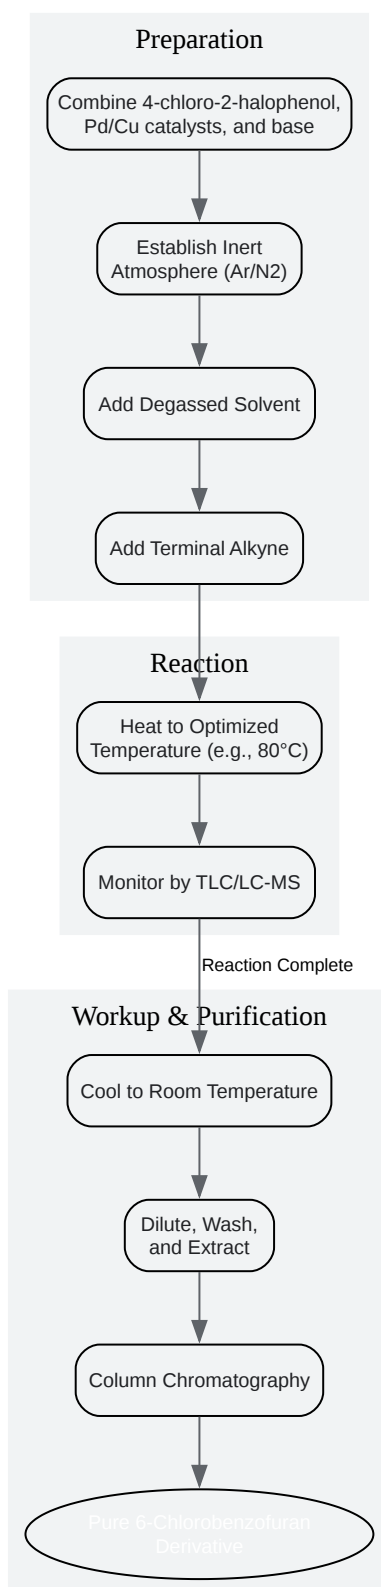 Preparation
Combine 4-chloro-2-halophenol,
Pd/Cu catalysts, and base
Establish Inert
Atmosphere (Ar/N2)
Add Degassed Solvent
Add Terminal Alkyne
Reaction
Heat to Optimized
Temperature (e.g., 80°C)
Monitor by TLC/LC-MS
Reaction Complete
Workup & Purification
Cool to Room Temperature
Dilute, Wash,
and Extract
Column Chromatography
Pure 6-Chlorobenzofuran
Derivative